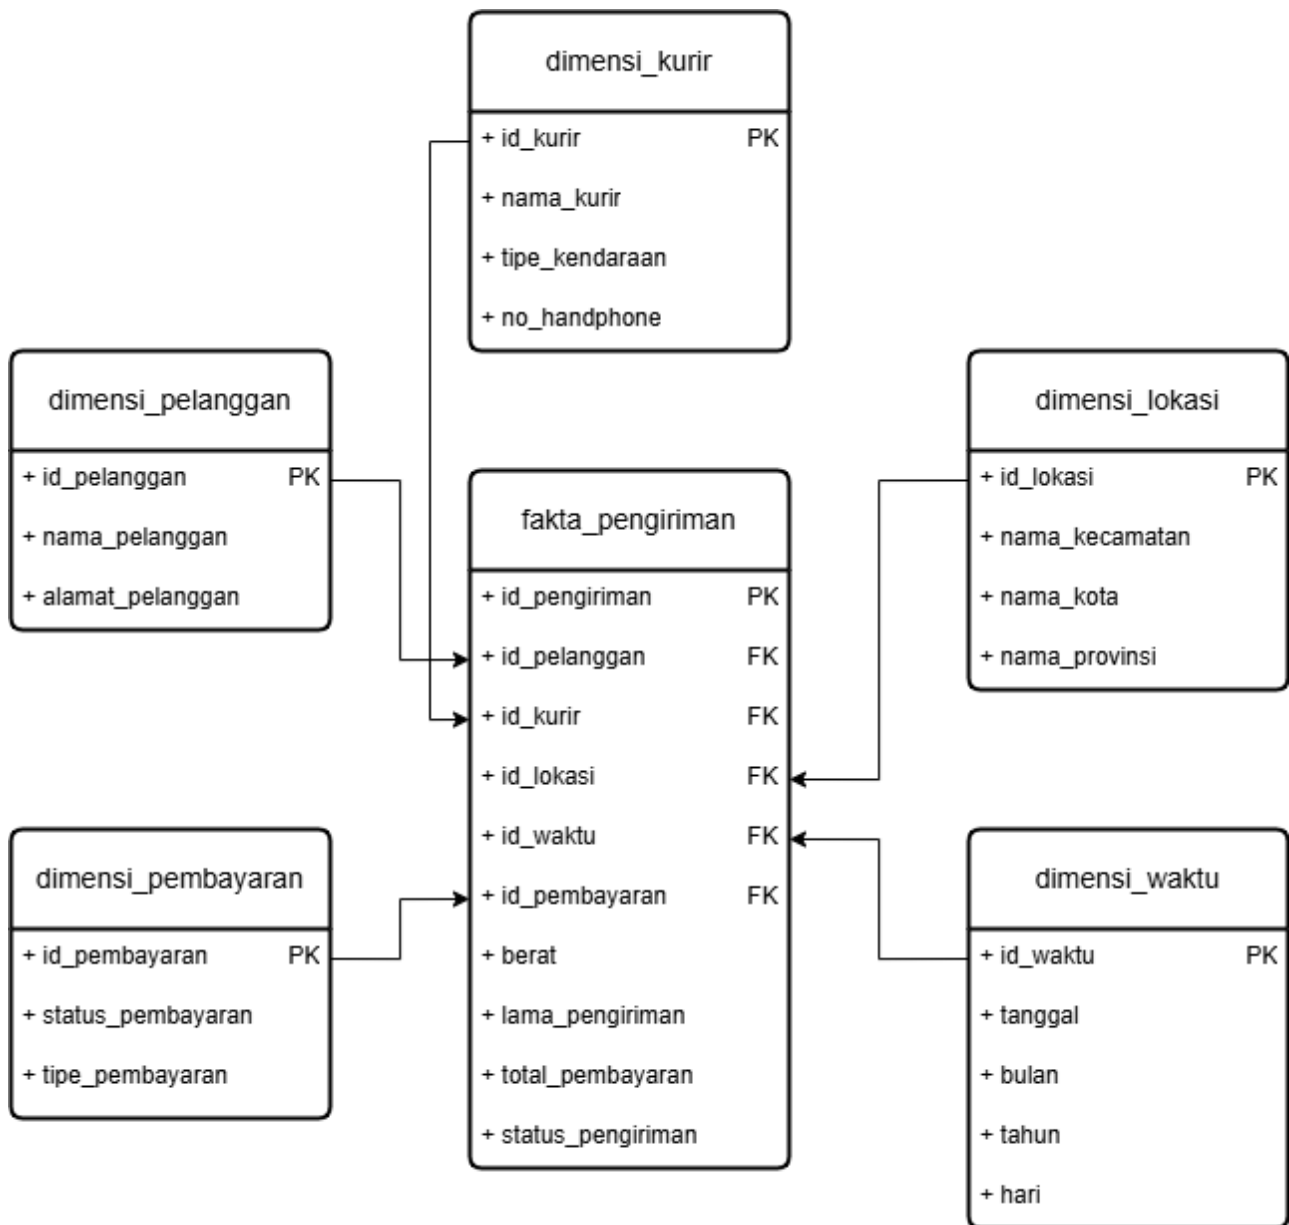 dimensi_kurir
+ id_kurir PK
+ nama_kurir
+ tipe_kendaraan
+ no_handphone
dimensi_pelanggan
+ id_pelanggan PK
+ nama_pelanggan
+ alamat_pelanggan
dimensi_lokasi
+ id_lokasi PK
+ nama_kecamatan
+ nama_kota
+ nama_provinsi
fakta_pengiriman
+ id_pengiriman PK
+ id_pelanggan FK
+ id_kurir FK
+ id_lokasi FK
+ id_waktu FK
+ id_pembayaran FK
+ berat
+ lama_pengiriman
+ total_pembayaran
+ status_pengiriman
dimensi_pembayaran
+ id_pembayaran PK
+ status_pembayaran
+ tipe_pembayaran
dimensi_waktu
+ id_waktu PK
+ tanggal
+ bulan
+ tahun
+ hari